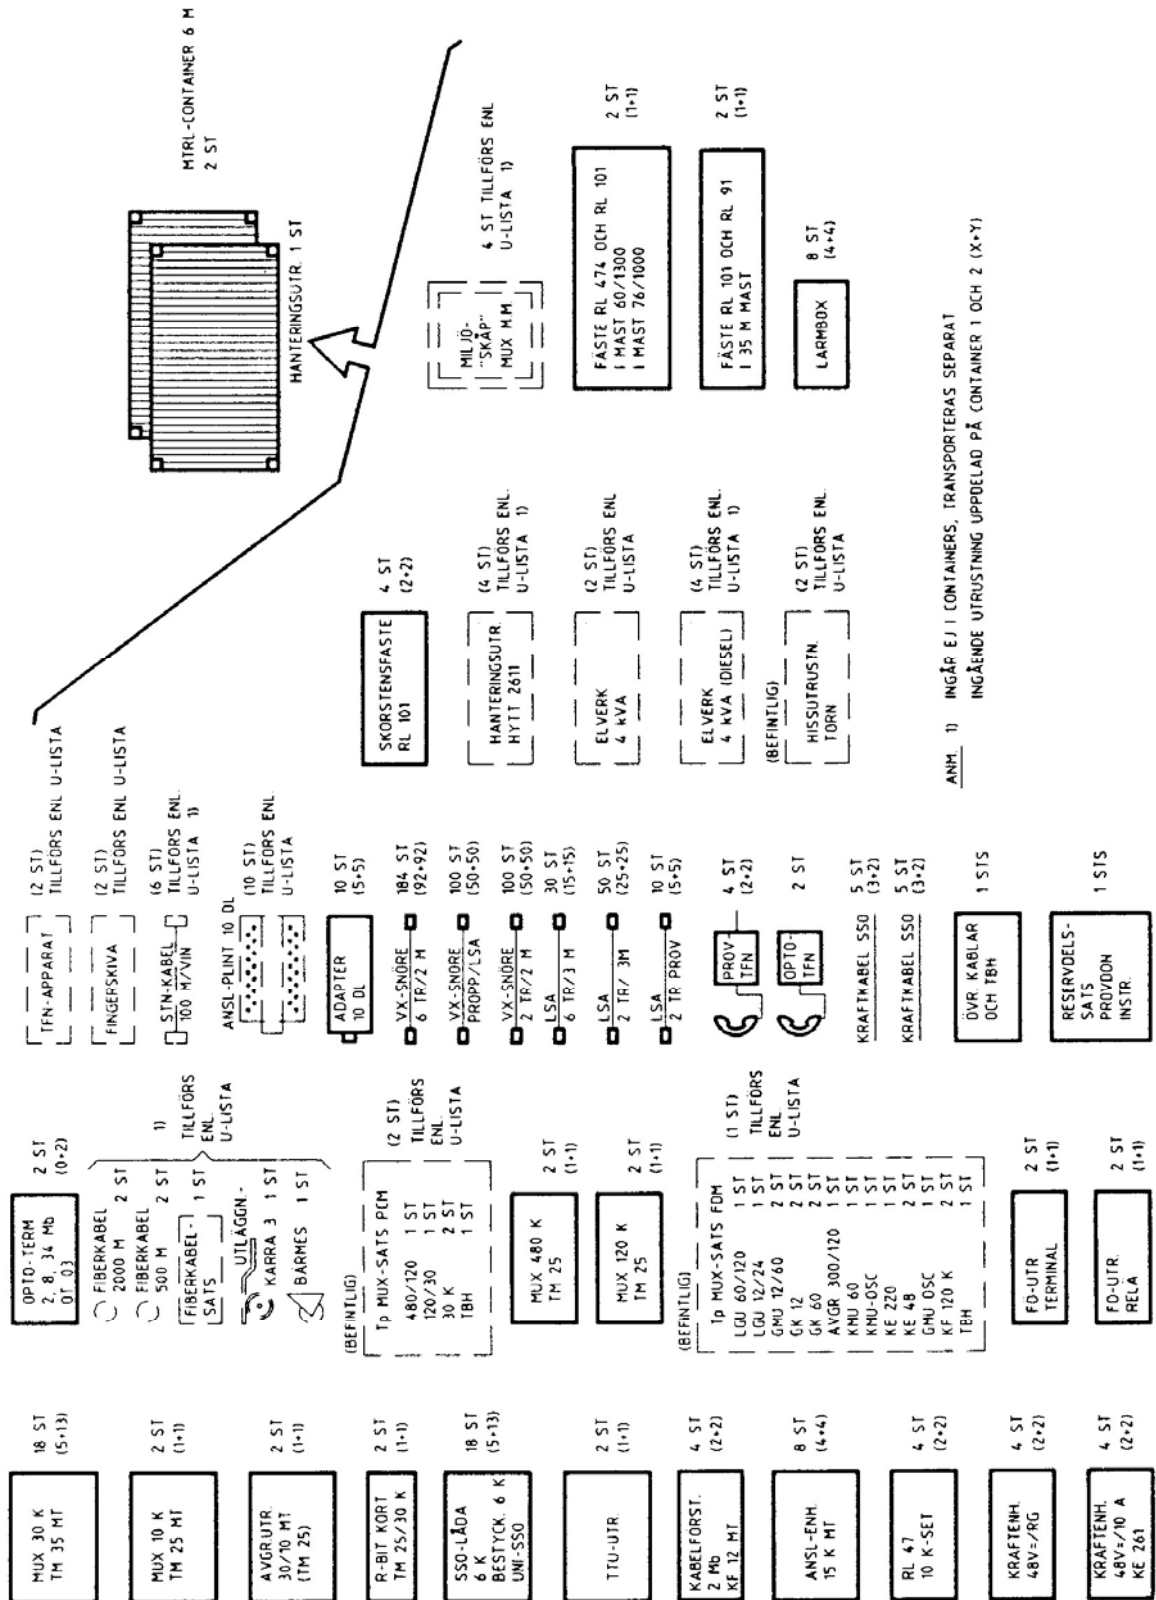 MTRL-CONTAINER 6 M
2 ST
HANTERINGSUTR. 1 ST
MUX 30 K
TM 35 MT
18 ST
(5+13)
MUX 10 K
TM 25 MT
2 ST
(1+1)
AVGR.UTR.
30/10 MT
(TM 25)
2 ST
(1+1)
R-BIT KORT
TM 25/30 K
2 ST
(1+1)
SSO-LÅDA
6 K
BESTYCK. 6 K
UNI-SSO
18 ST
(5+13)
TTU-UTR.
2 ST
(1+1)
KABELFÖRST.
2 Mb
KF 12 MT
4 ST
(2+2)
ANSL-ENH.
15 K MT
8 ST
(4+4)
RL 47
10 K-SET
4 ST
(2+2)
KRAFTENH.
48V=/RG
4 ST
(2+2)
KRAFTENH.
48V=/10 A
KE 261
4 ST
(2+2)
OPTO-TERM
2, 8, 34 Mb
OT 03
2 ST
(0+2)
FIBERKABEL
2000 M 2 ST
FIBERKABEL
500 M 2 ST
FIBERKABEL-
SATS 1 ST
UTLÄGGN.-
KÄRRA 3 1 ST
BÄRMES 1 ST
1)
TILLFÖRS
ENL.
U-LISTA
(BEFINTLIG)
Tp MUX-SATS PCM
480/120 1 ST
120/30 1 ST
30 K 2 ST
TBH 1 ST
(2 ST)
TILLFÖRS
ENL.
U-LISTA
MUX 480 K
TM 25
2 ST
(1+1)
MUX 120 K
TM 25
2 ST
(1+1)
(BEFINTLIG)
Tp MUX-SATS FDM
LGU 60/120 1 ST
LGU 12/24 1 ST
GMU 12/60 2 ST
GK 12 2 ST
GK 60 2 ST
AVGR 300/120 1 ST
KMU 60 1 ST
KMU-OSC 1 ST
KE 220 1 ST
KE 48 2 ST
GMU OSC 1 ST
KF 120 K 2 ST
TBH 1 ST
(1 ST)
TILLFÖRS
ENL.
U-LISTA
FO-UTR
TERMINAL
2 ST
(1+1)
FO-UTR.
RELÄ
2 ST
(1+1)
TFN-APPARAT
(2 ST)
TILLFÖRS ENL U-LISTA
FINGERSKIVA
(2 ST)
TILLFÖRS ENL U-LISTA
STN-KABEL
100 M/VIN
(6 ST)
TILLFÖRS ENL.
U-LISTA 1)
ANSL-PLINT 10 DL
(10 ST)
TILLFÖRS ENL.
U-LISTA
ADAPTER
10 DL
10 ST
(5+5)
VX-SNÖRE
6 TR/2 M
184 ST
(92+92)
VX-SNÖRE
PROPP/LSA
100 ST
(50+50)
VX-SNÖRE
2 TR/2 M
100 ST
(50+50)
LSA
6 TR/3 M
30 ST
(15+15)
LSA
2 TR/ 3M
50 ST
(25+25)
LSA
2 TR PROV
10 ST
(5+5)
PROV-
TFN
4 ST
(2+2)
OPTO-
TFN
2 ST
KRAFTKABEL SSO
5 ST
(3+2)
KRAFTKABEL SSO
5 ST
(3+2)
ÖVR. KABLAR
OCH TBH
1 STS
RESERVDELS-
SATS
PROVDON
INSTR.
1 STS
SKORSTENSFÄSTE
RL 101
4 ST
(2+2)
HANTERINGSUTR.
HYTT 2611
(4 ST)
TILLFÖRS ENL.
U-LISTA 1)
ELVERK
4 kVA
(2 ST)
TILLFÖRS ENL
U-LISTA
ELVERK
4 kVA (DIESEL)
(4 ST)
TILLFÖRS ENL.
U-LISTA 1)
(BEFINTLIG)
HISSUTRUSTN.
TORN
(2 ST)
TILLFÖRS ENL.
U-LISTA
MILJÖ-
"SKÅP"
MUX M.M.
4 ST TILLFÖRS ENL
U-LISTA 1)
FÄSTE RL 474 OCH RL 101
I MAST 60/1300
I MAST 76/1000
2 ST
(1+1)
FÄSTE RL 101 OCH RL 91
I 35 M MAST
2 ST
(1+1)
LARMBOX
8 ST
(4+4)
ANM. 1) INGÅR EJ I CONTAINERS, TRANSPORTERAS SEPARAT
INGÅENDE UTRUSTNING UPPDELAD PÅ CONTAINER 1 OCH 2 (X+Y)